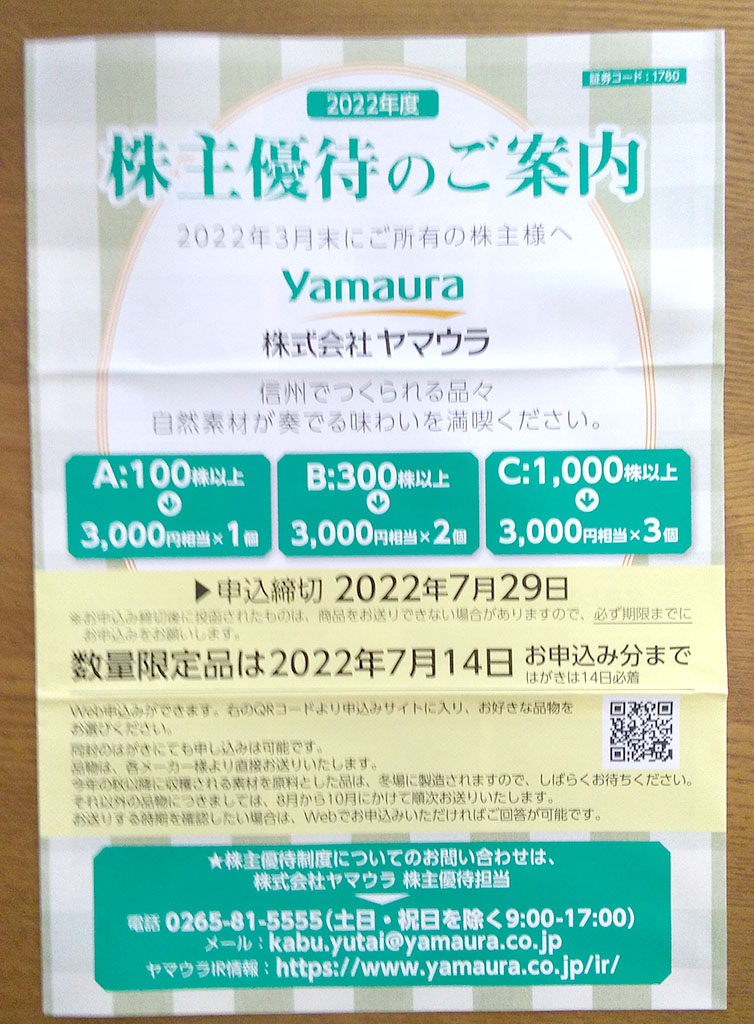 証券コード：1780
2022年度
株主優待のご案内
2022年3月末にご所有の株主様へ
Yamaura
株式会社ヤマウラ
信州でつくられる品々
自然素材が奏でる味わいを満喫ください。
A:100株以上
3,000円相当×1個
B:300株以上
3,000円相当×2個
C:1,000株以上
3,000円相当×3個
▶申込締切 2022年7月29日
※お申込み締切後に投函されたものは、商品をお送りできない場合がありますので、必ず期限までに
お申込みをお願いします。
数量限定品は2022年7月14日 お申込み分まで
はがきは14日必着
Web申込みができます。右のQRコードより申込みサイトに入り、お好きな品物を
お選びください。
同封のはがきにても申し込みは可能です。
品物は、各メーカー様より直接お送りいたします。
今年の秋以降に収穫される素材を原料とした品は、冬場に製造されますので、しばらくお待ちください。
それ以外の品物につきましては、8月から10月にかけて順次お送りいたします。
お送りする時期を確認したい場合は、Webでお申込みいただければご回答が可能です。
★株主優待制度についてのお問い合わせは、
株式会社ヤマウラ 株主優待担当
電話 0265-81-5555(土日・祝日を除く9:00-17:00)
メール：kabu.yutai@yamaura.co.jp
ヤマウラIR情報：https://www.yamaura.co.jp/ir/